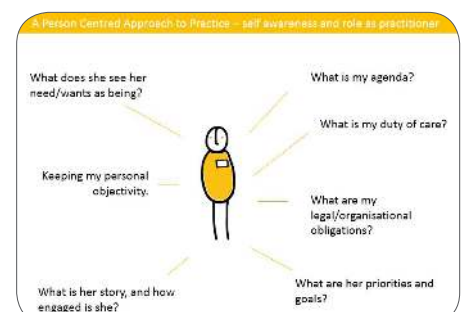 A Person Centred Approach to Practice – self awareness and role as practitioner
What does she see her
need/wants as being?
What is my agenda?
What is my duty of care?
Keeping my personal
objectivity.
What are my
legal/organisational
obligations?
What are her priorities and
goals?
What is her story, and how
engaged is she?